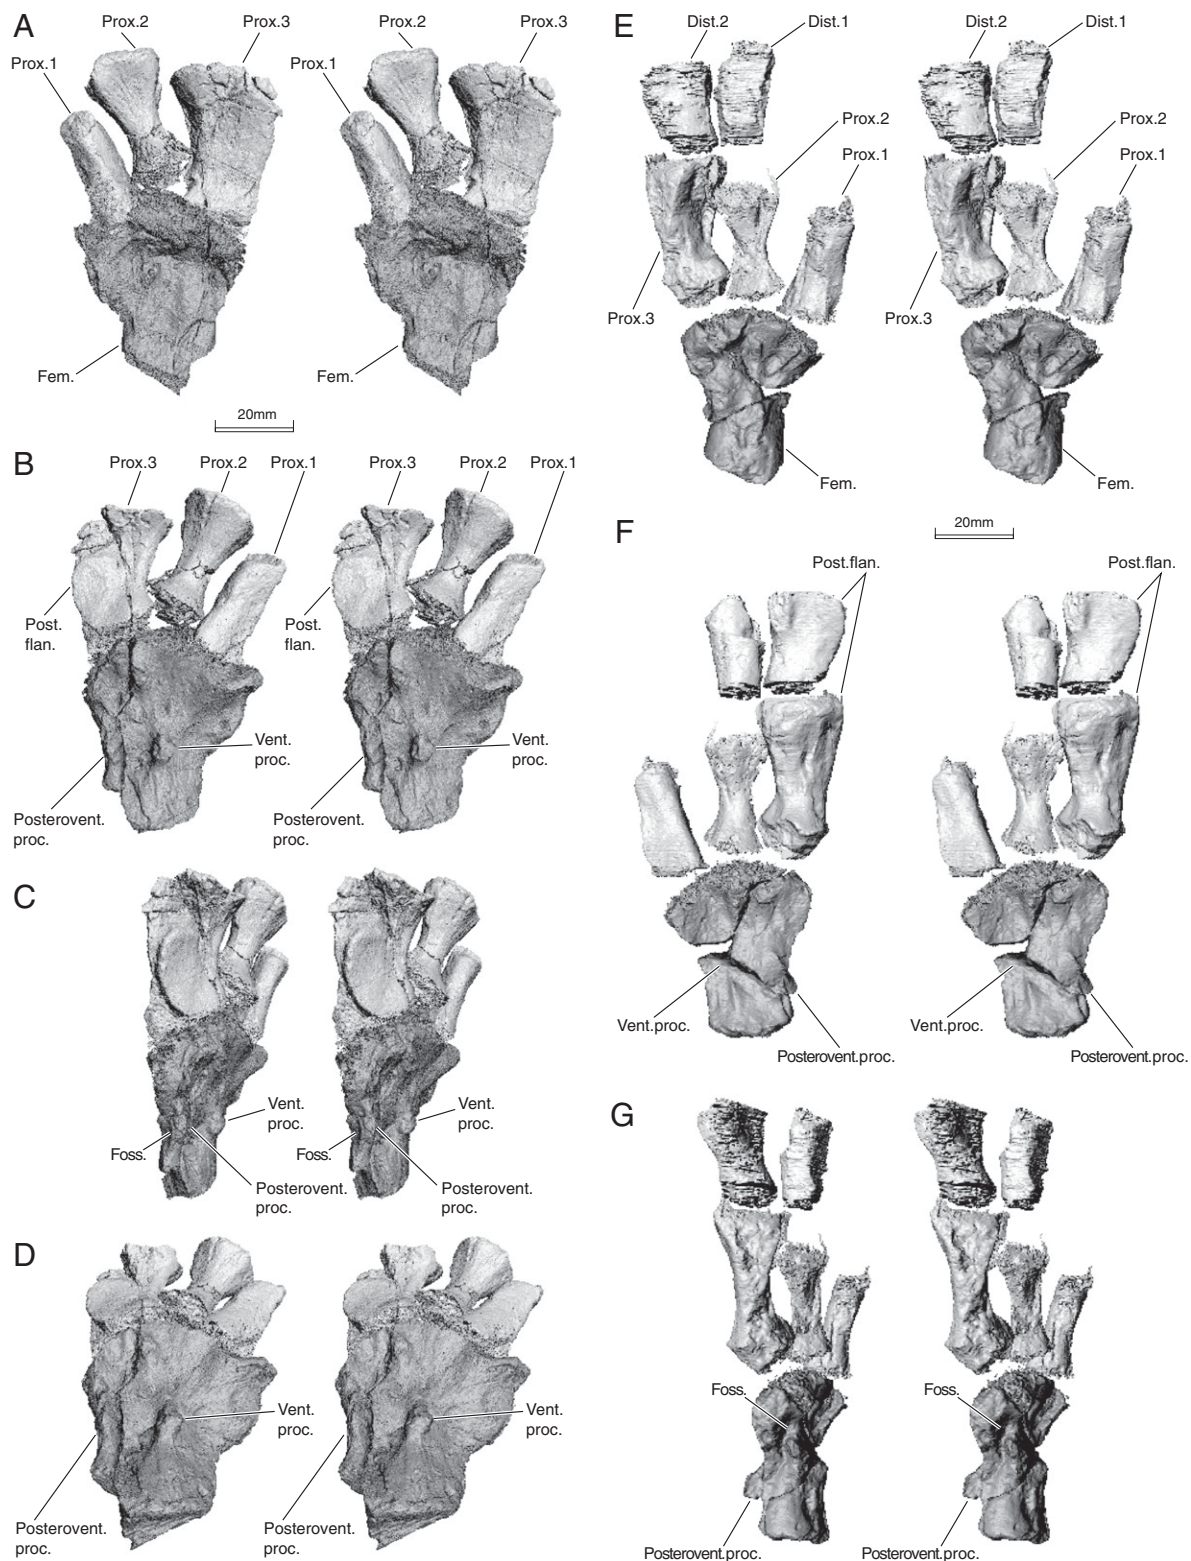 A
Prox.2
Prox.3
Prox.2
Prox.3
Prox.1
Prox.1
Fem.
Fem.
20mm
B
Prox.3
Prox.2
Prox.1
Prox.3
Prox.2
Prox.1
Post.
flan.
Post.
flan.
Vent.
proc.
Vent.
proc.
Posterovent.
proc.
Posterovent.
proc.
C
Vent.
proc.
Vent.
proc.
Foss.
Foss.
Posterovent.
proc.
Posterovent.
proc.
D
Vent.
proc.
Vent.
proc.
Posterovent.
proc.
Posterovent.
proc.
E
Dist.2
Dist.1
Dist.2
Dist.1
Prox.2
Prox.2
Prox.1
Prox.1
Prox.3
Prox.3
Fem.
Fem.
F
20mm
Post.flan.
Post.flan.
Vent.proc.
Vent.proc.
Posterovent.proc.
Posterovent.proc.
G
Foss.
Foss.
Posterovent.proc.
Posterovent.proc.